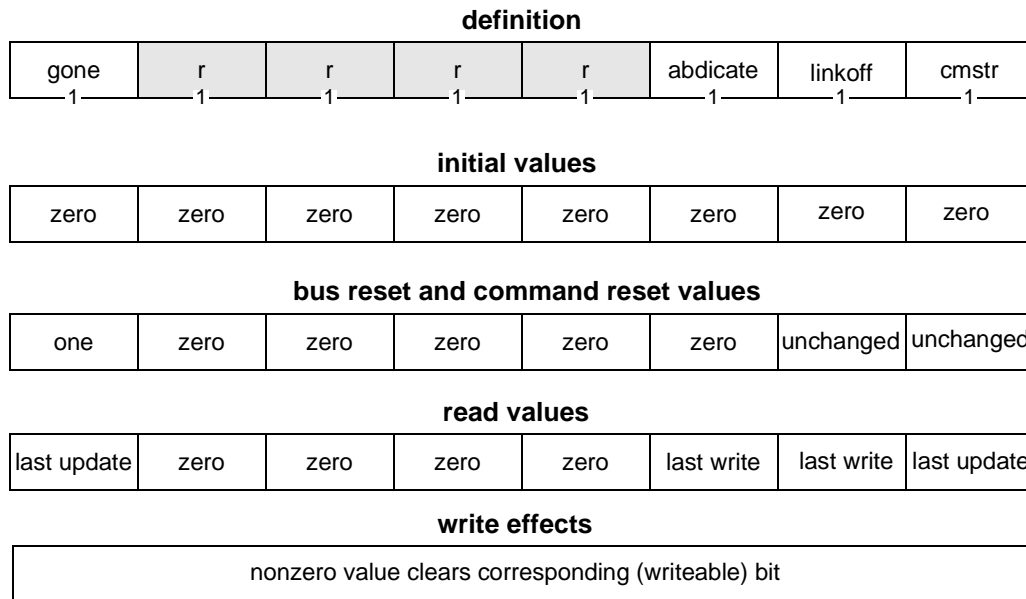 definition
gone r r r r abdicate linkoff cmstr
1 1 1 1 1 1 1 1
initial values
zero zero zero zero zero zero zero zero
bus reset and command reset values
one zero zero zero zero zero unchanged unchanged
read values
last update zero zero zero zero last write last write last update
write effects
nonzero value clears corresponding (writeable) bit